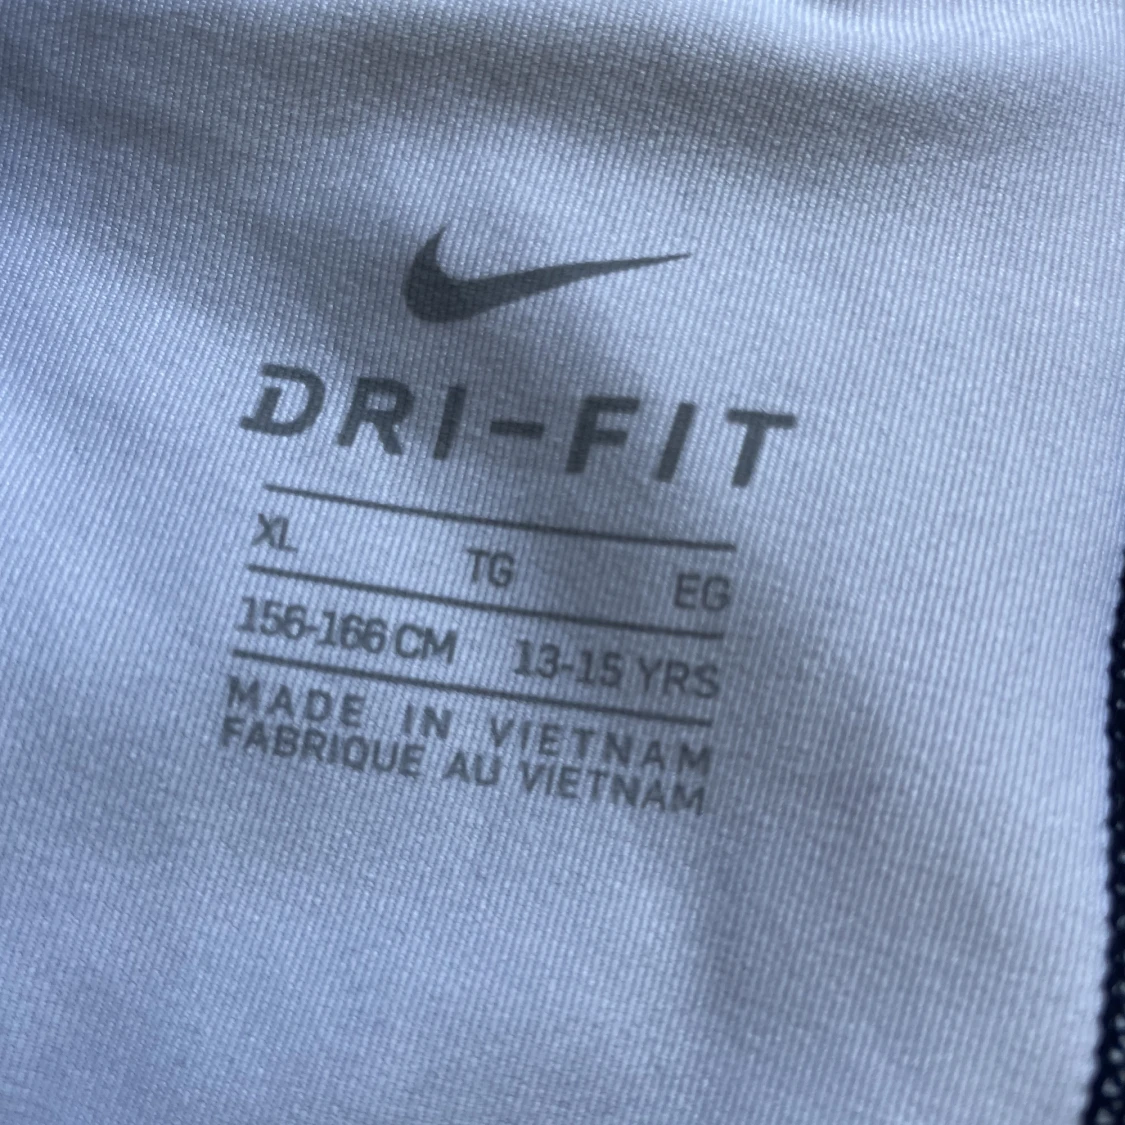 DRI-FIT
XL TG EG
156-166 CM 13-15 YRS
MADE IN VIETNAM
FABRIQUE AU VIETNAM